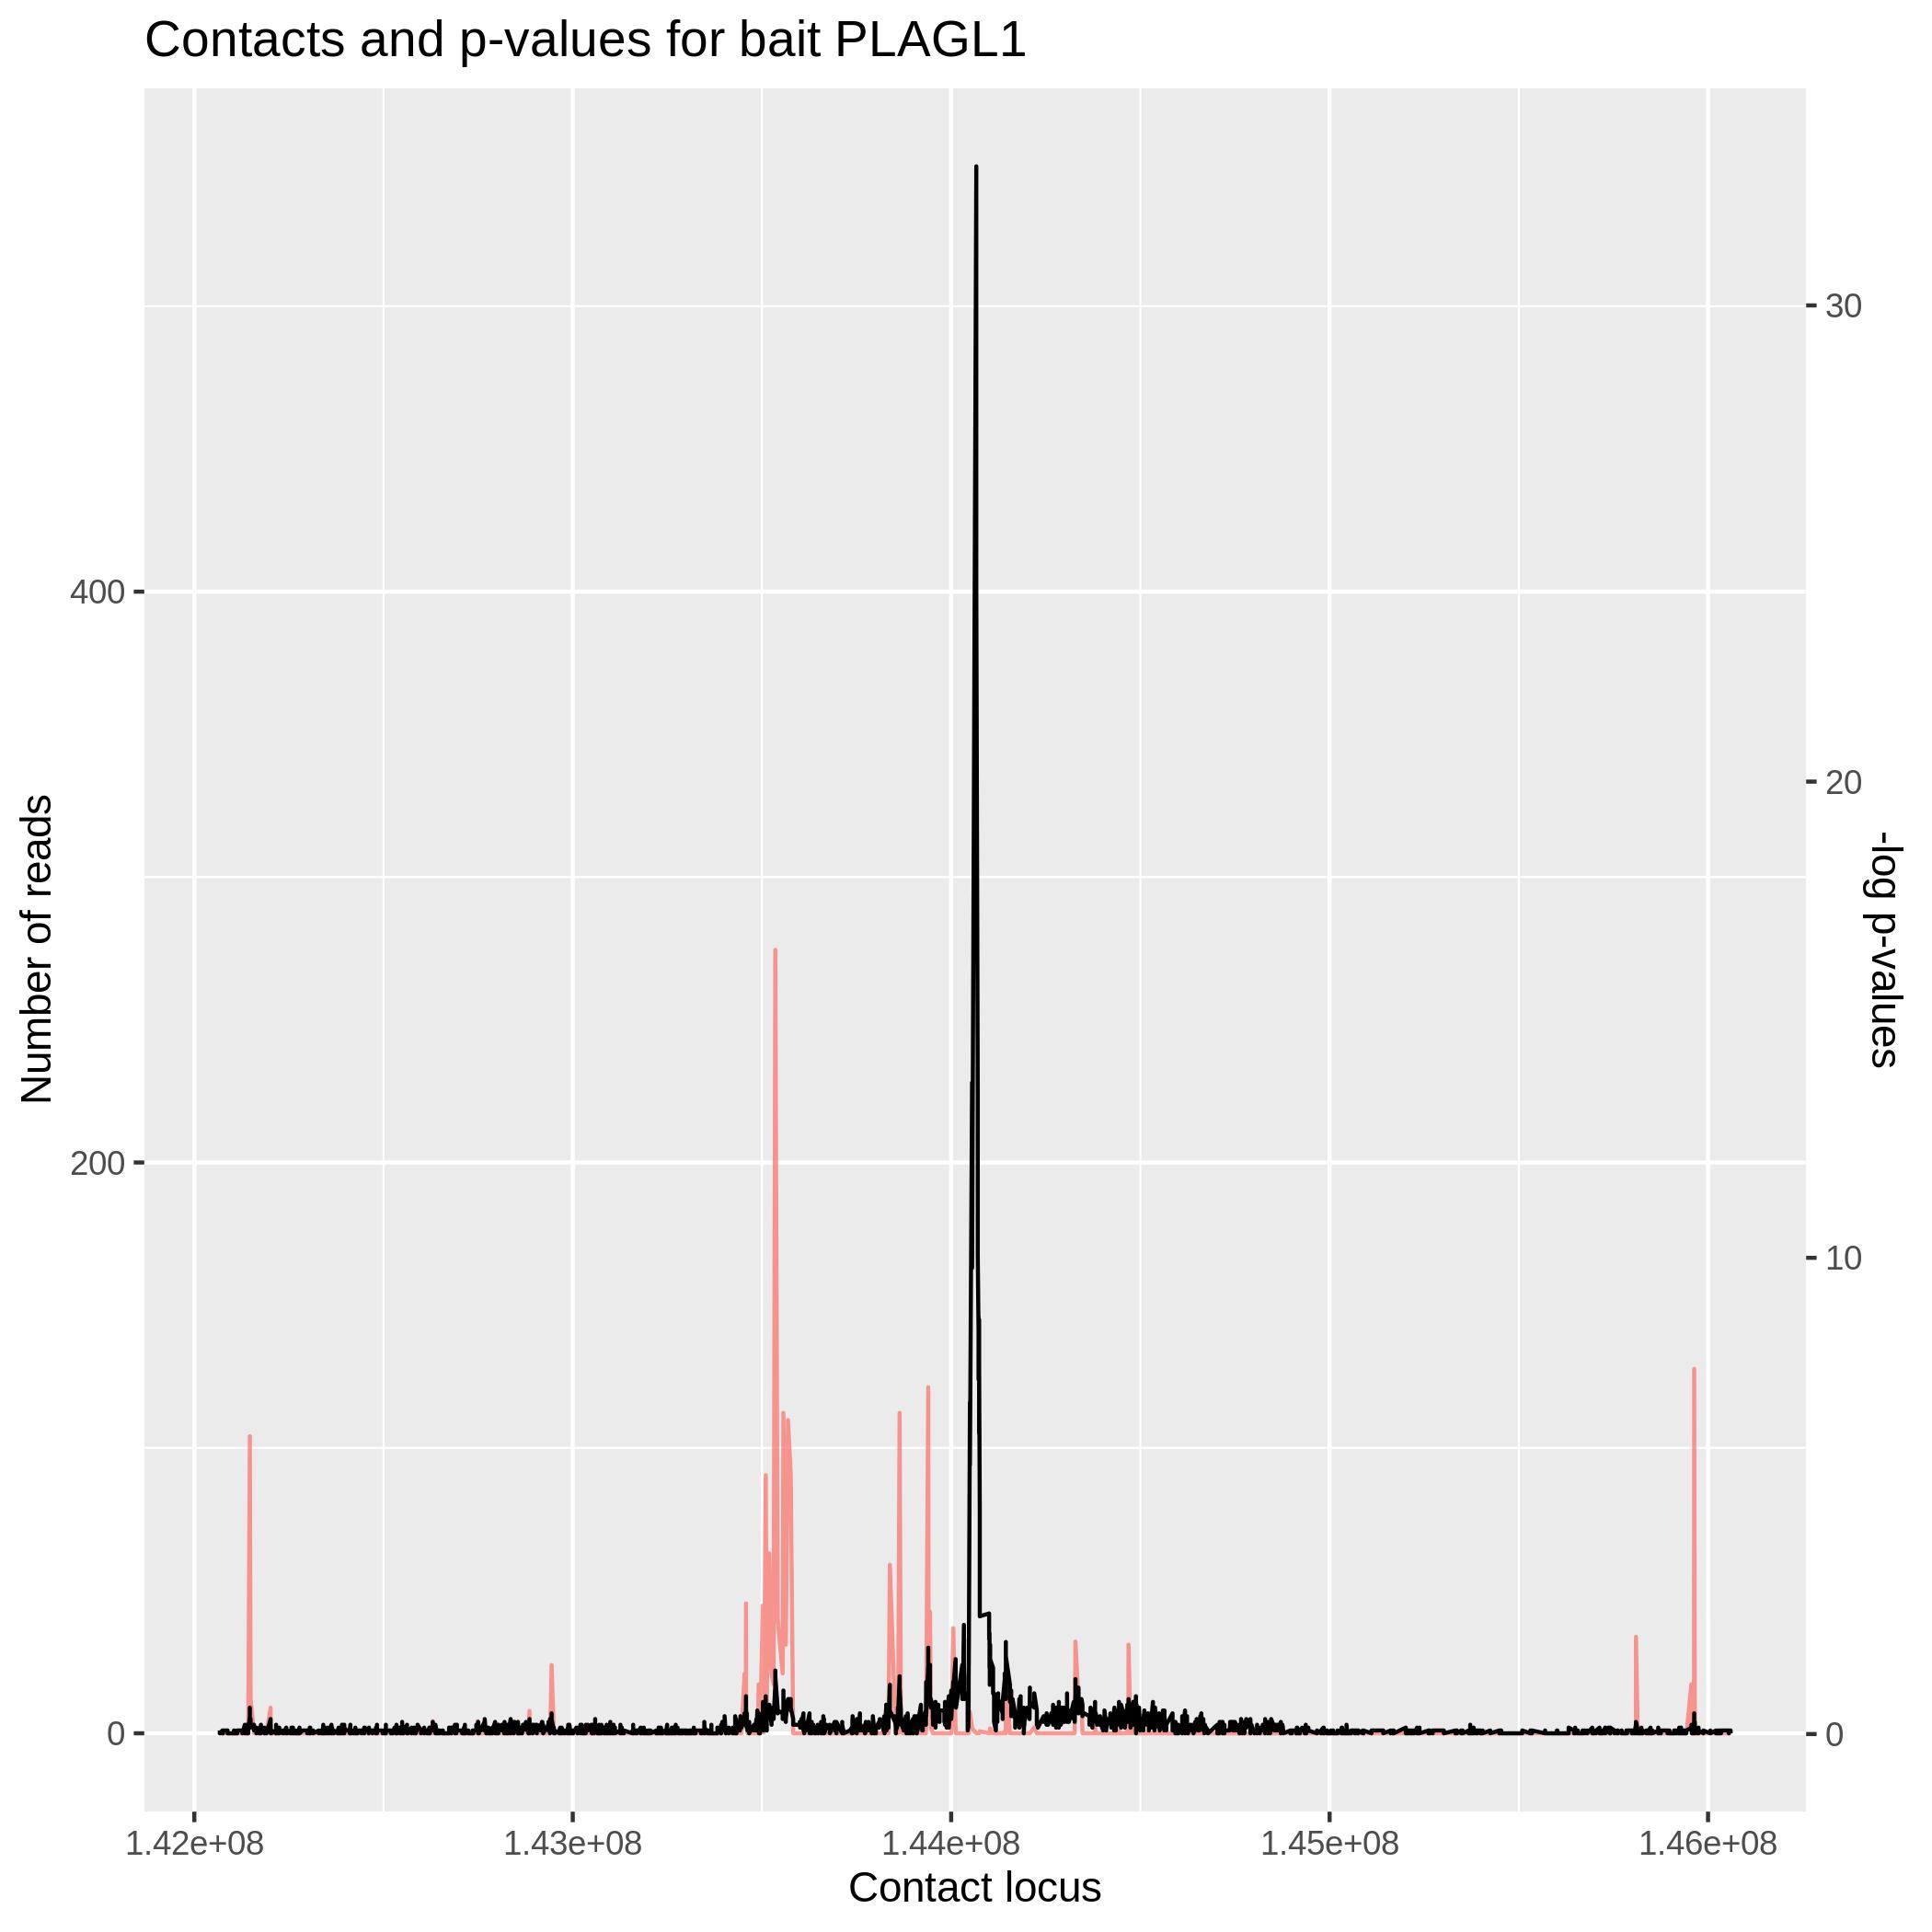 Contacts and p-values for bait PLAGL1
Number of reads
400
200
0
30
20
10
0
-log p-values
1.42e+08
1.43e+08
1.44e+08
1.45e+08
1.46e+08
Contact locus